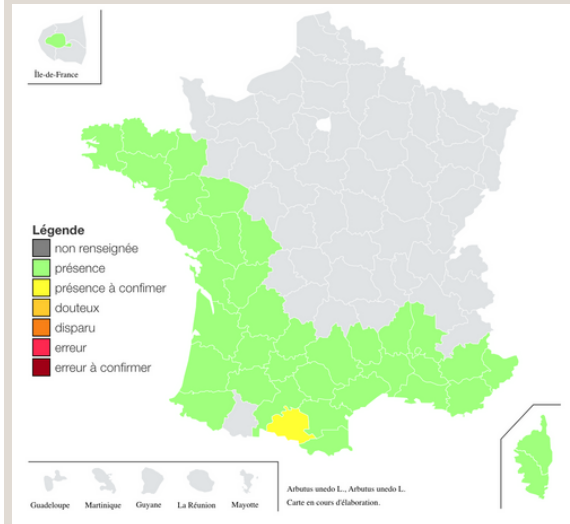 Île-de-France
Légende
non renseignée
présence
présence à confimer
douteux
disparu
erreur
erreur à confirmer
Guadeloupe
Martinique
Guyane
La Réunion
Mayotte
Arbutus unedo L., Arbutus unedo L.
Carte en cours d'élaboration.